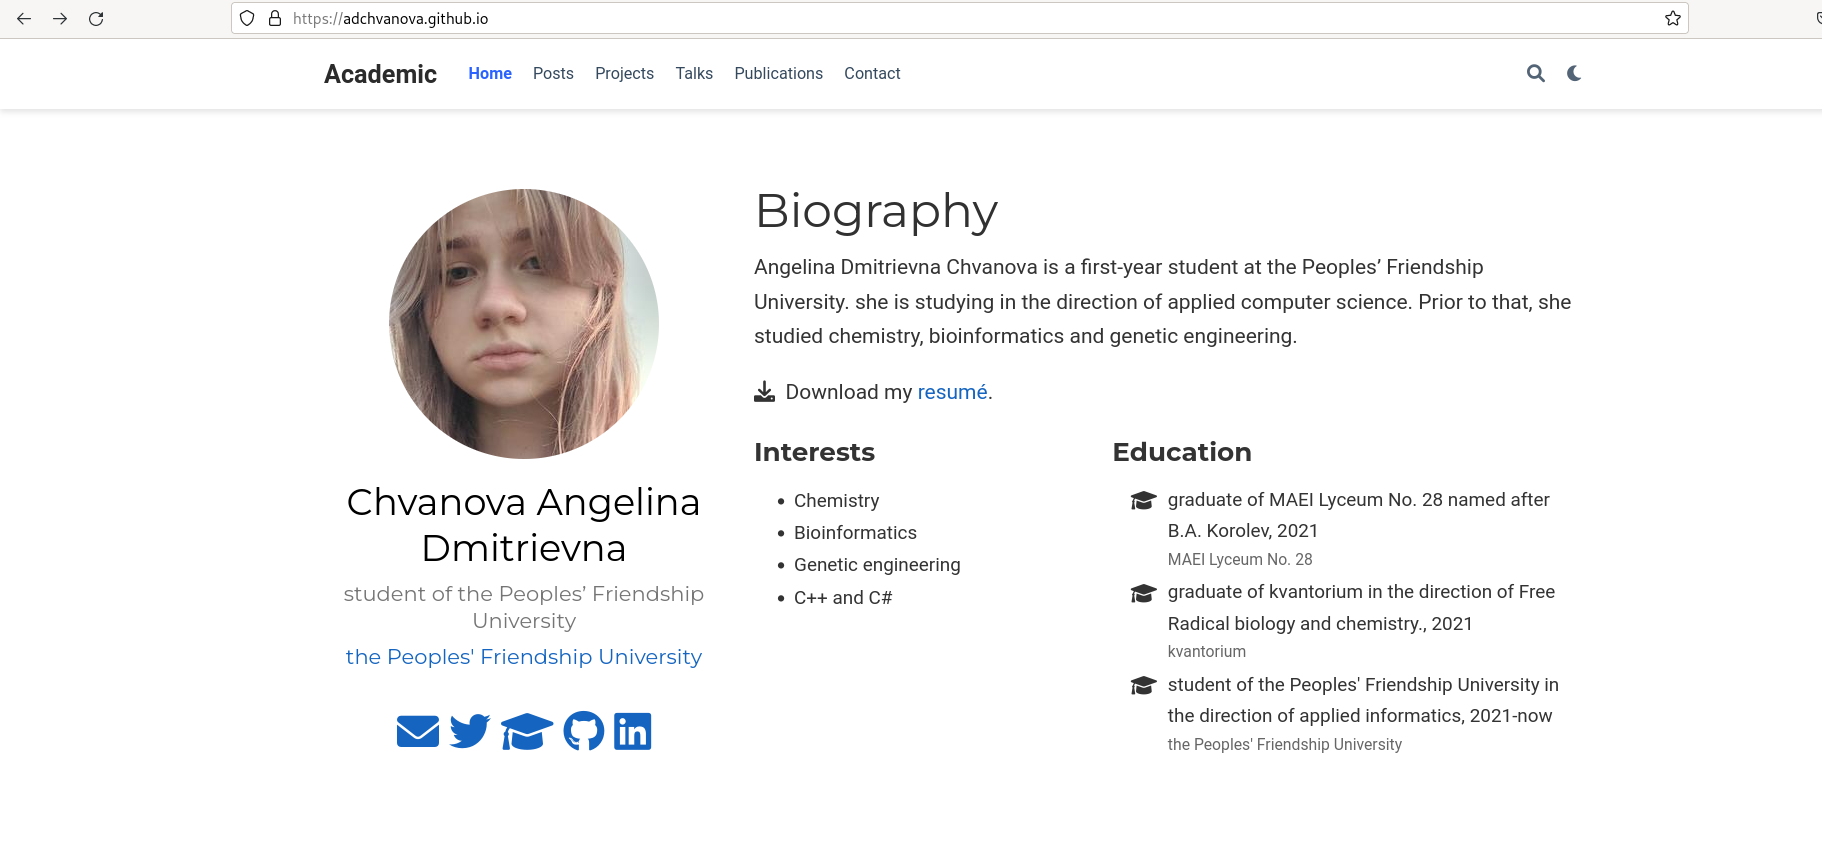 https://adchvanova.github.io
Academic Home Posts Projects Talks Publications Contact
Biography
Angelina Dmitrievna Chvanova is a first-year student at the Peoples’ Friendship
University. she is studying in the direction of applied computer science. Prior to that, she
studied chemistry, bioinformatics and genetic engineering.
Download my resumé.
Chvanova Angelina
Dmitrievna
student of the Peoples’ Friendship
University
the Peoples' Friendship University
Interests
Chemistry
Bioinformatics
Genetic engineering
C++ and C#
Education
graduate of MAEI Lyceum No. 28 named after
B.A. Korolev, 2021
MAEI Lyceum No. 28
graduate of kvantorium in the direction of Free
Radical biology and chemistry., 2021
kvantorium
student of the Peoples' Friendship University in
the direction of applied informatics, 2021-now
the Peoples' Friendship University